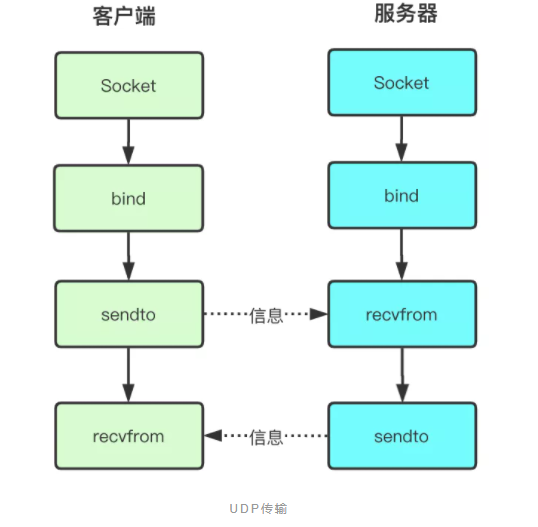 客户端
服务器
Socket
Socket
bind
bind
sendto
信息
recvfrom
recvfrom
信息
sendto
UDP传输